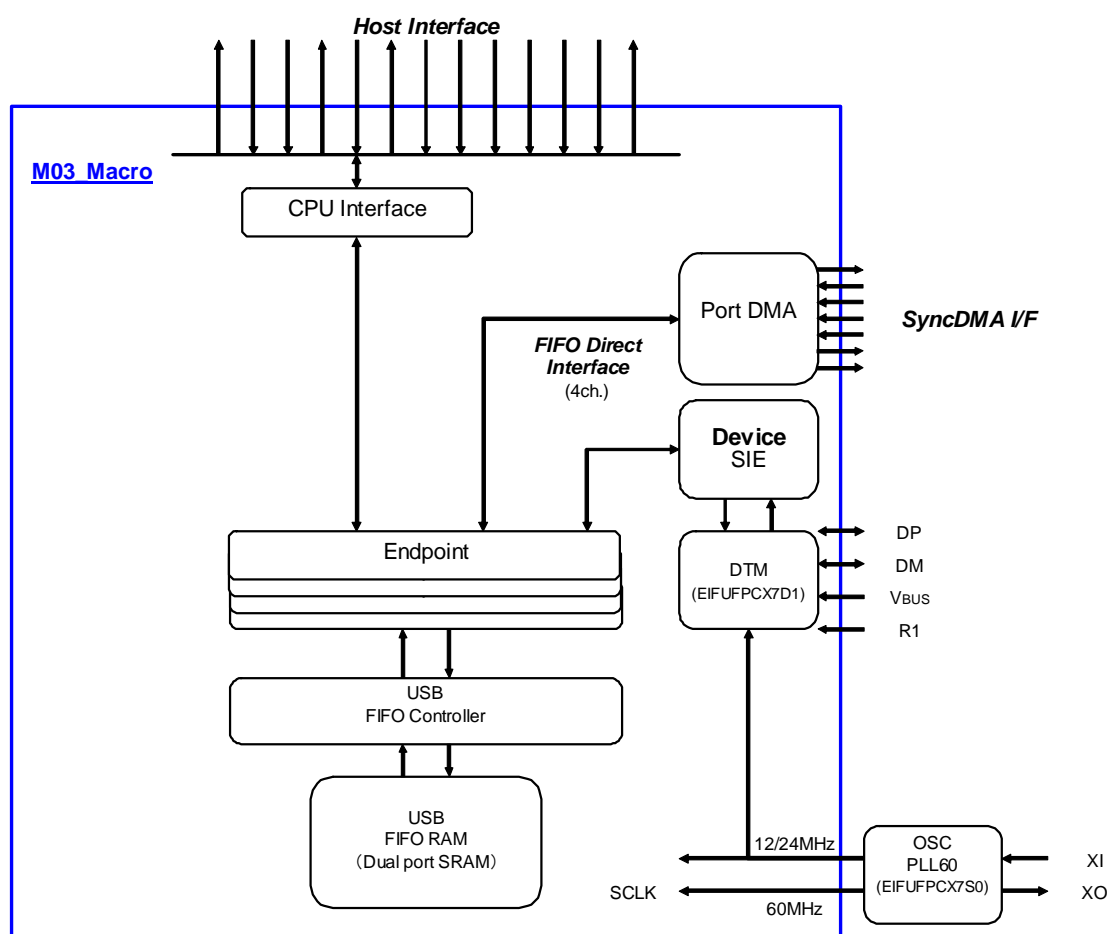 Host Interface
M03_Macro
CPU Interface
Port DMA
SyncDMA I/F
FIFO Direct
Interface
(4ch.)
Device
SIE
Endpoint
DTM
(EIFUFPCX7D1)
DP
DM
VBUS
R1
USB
FIFO Controller
USB
FIFO RAM
(Dual port SRAM)
12/24MHz
OSC
PLL60
(EIFUFPCX7S0)
XI
SCLK
XO
60MHz